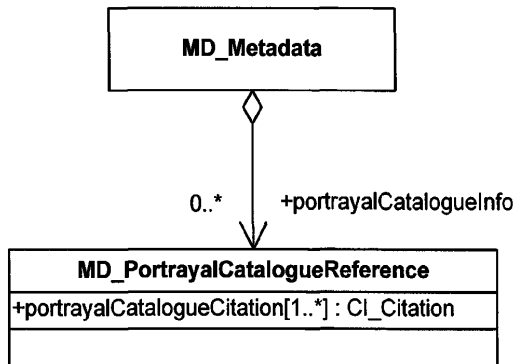 MD_Metadata
0..* +portrayalCatalogueInfo
MD_PortrayalCatalogueReference
+portrayalCatalogueCitation[1..*] : CI_Citation